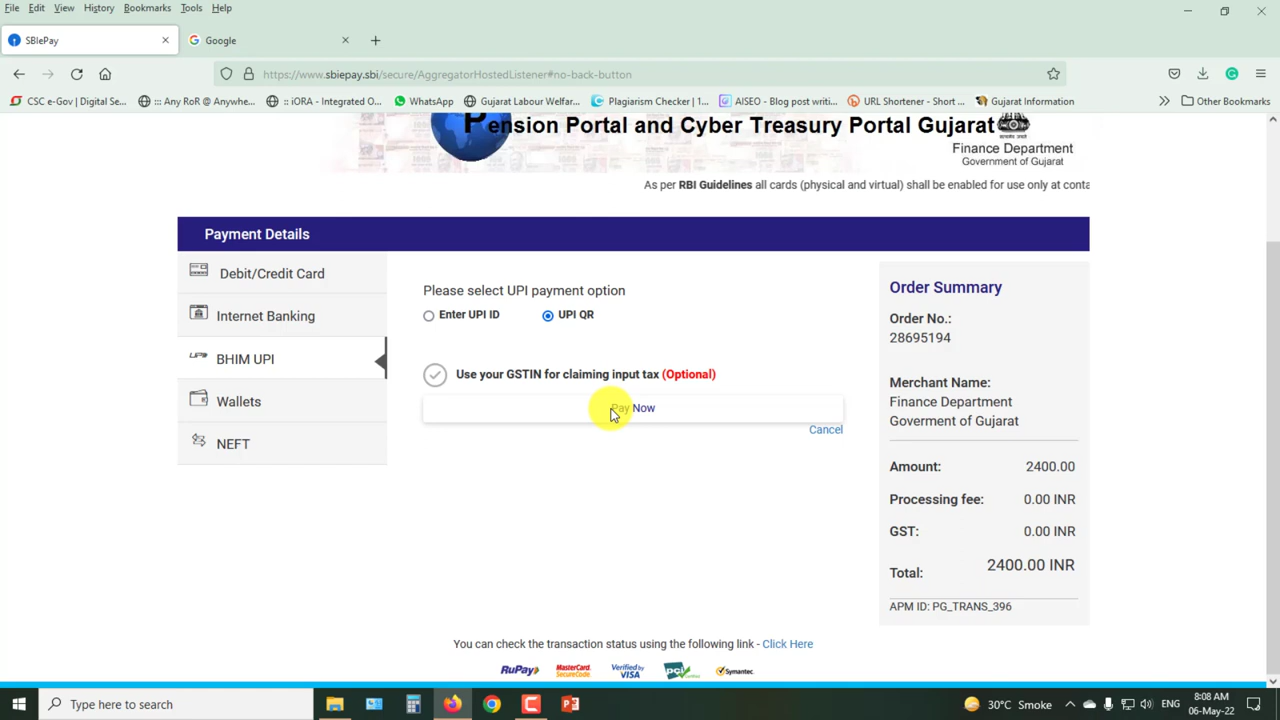 File Edit View History Bookmarks Tools Help
SBIePay
Google
https://www.sbiepay.sbi/secure/AggregatorHostedListener#no-back-button
CSC e-Gov | Digital Se...
::: Any RoR @ Anywhe...
:: iORA - Integrated O...
WhatsApp
Gujarat Labour Welfar...
Plagiarism Checker | 1...
AISEO - Blog post writi...
URL Shortener - Short ...
Gujarat Information
Other Bookmarks
Pension Portal and Cyber Treasury Portal Gujarat
Finance Department
Government of Gujarat
As per RBI Guidelines all cards (physical and virtual) shall be enabled for use only at conta
Payment Details
Debit/Credit Card
Internet Banking
BHIM UPI
Wallets
NEFT
Please select UPI payment option
Enter UPI ID
UPI QR
Use your GSTIN for claiming input tax (Optional)
Pay Now
Cancel
Order Summary
Order No.:
28695194
Merchant Name:
Finance Department
Goverment of Gujarat
Amount: 2400.00
Processing fee: 0.00 INR
GST: 0.00 INR
Total: 2400.00 INR
APM ID: PG_TRANS_396
You can check the transaction status using the following link - Click Here
RuPay
MasterCard SecureCode
Verified by VISA
pci
Symantec
Type here to search
30°C Smoke
ENG
8:08 AM
06-May-22